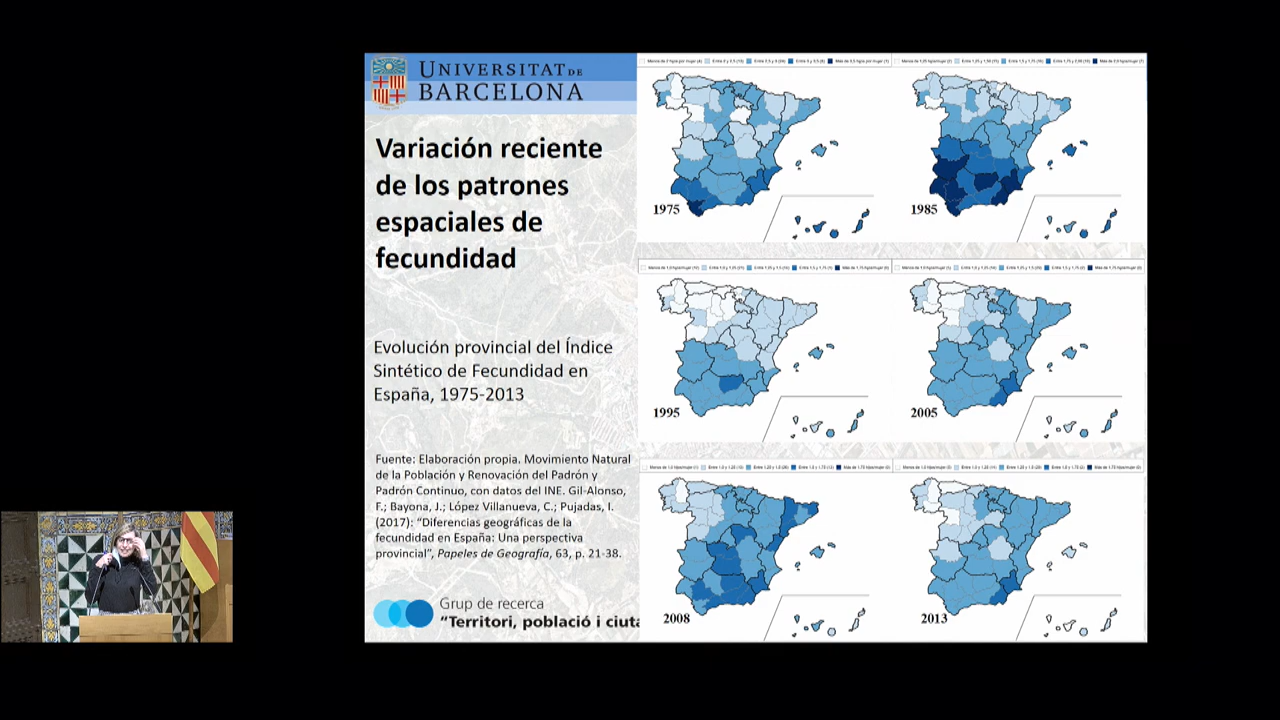 UNIVERSITAT DE
BARCELONA
Variación reciente
de los patrones
espaciales de
fecundidad
Evolución provincial del Índice
Sintético de Fecundidad en
España, 1975-2013
Fuente: Elaboración propia. Movimiento Natural
de la Población y Renovación del Padrón y
Padrón Continuo, con datos del INE. Gil-Alonso,
F.; Bayona, J.; López Villanueva, C.; Pujadas, I.
(2017): “Diferencias geográficas de la
fecundidad en España: Una perspectiva
provincial”, Papeles de Geografía, 63, p. 21-38.
Grup de recerca
“Territori, població i ciuta
1975
1985
1995
2005
2008
2013